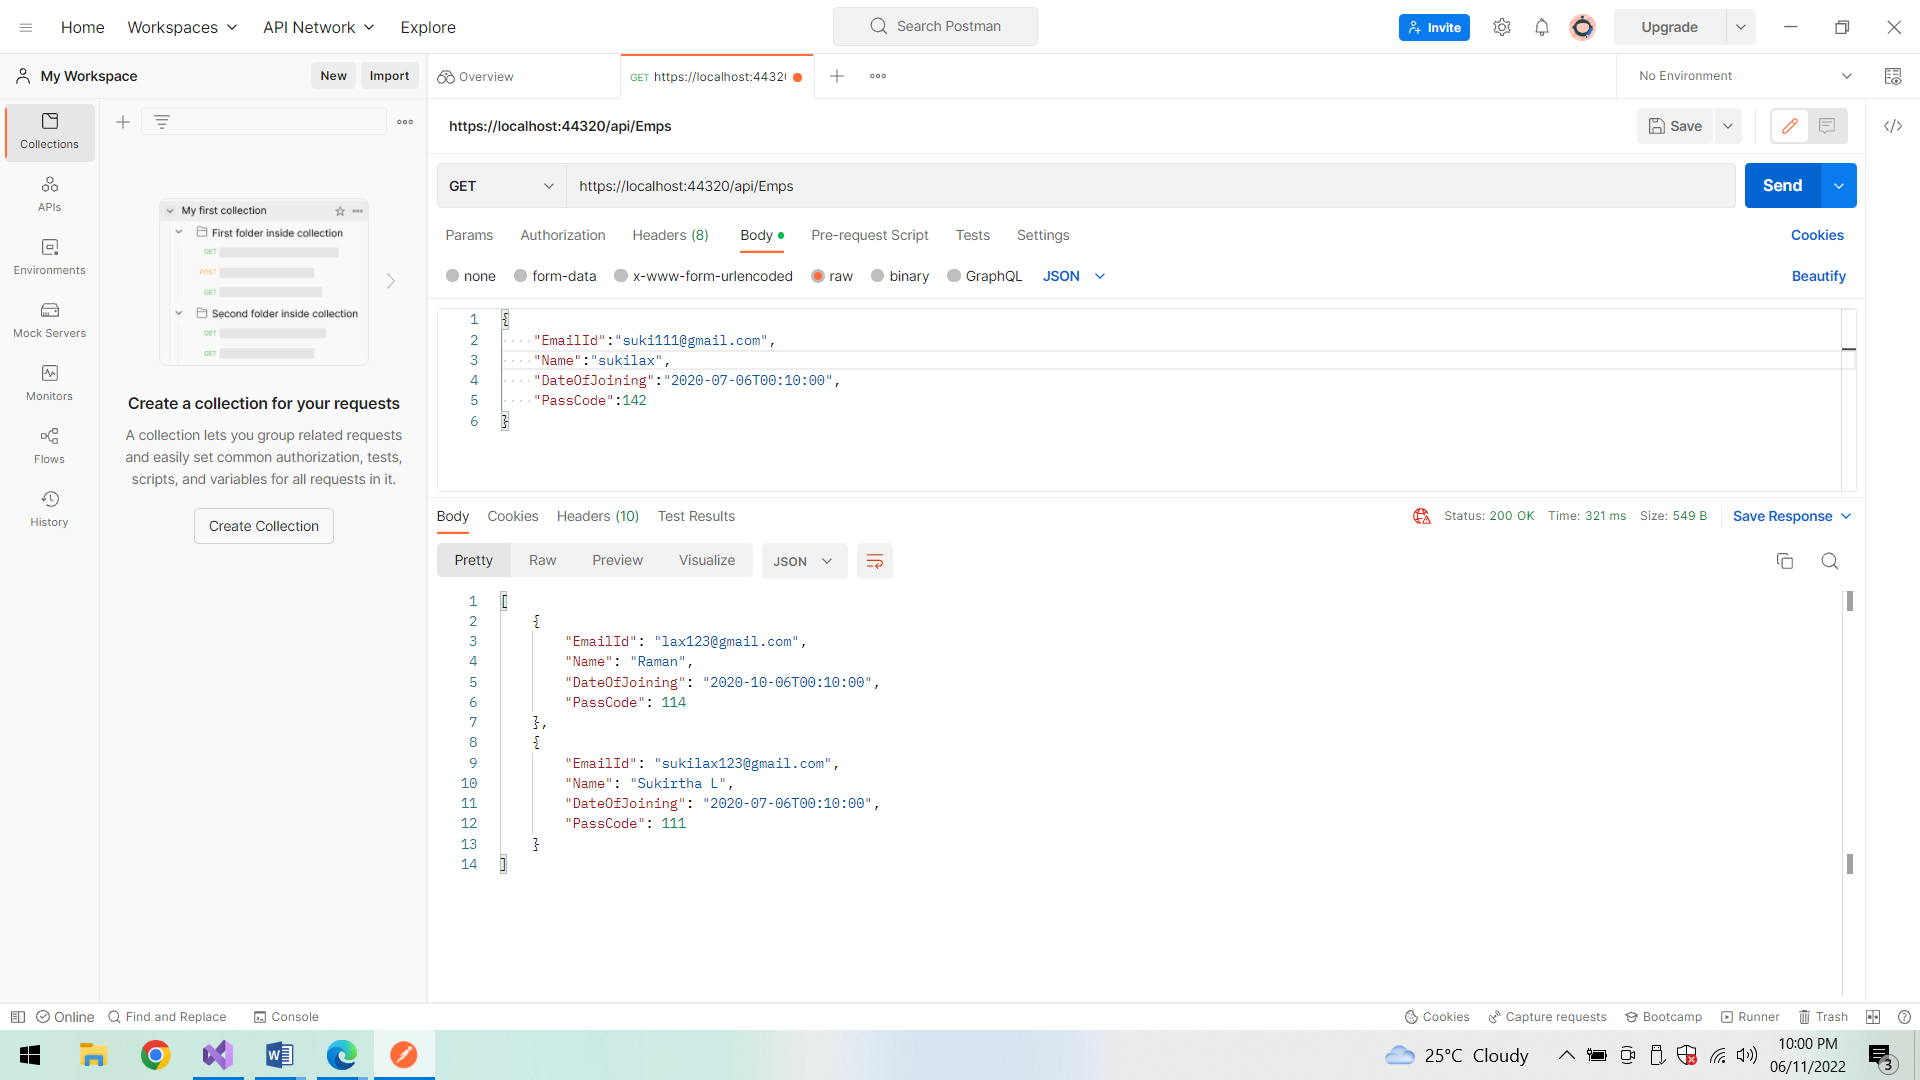 Home Workspaces API Network Explore Search Postman Invite Upgrade
My Workspace New Import Overview GET https://localhost:4432 No Environment
Collections
APIs
Environments
Mock Servers
Monitors
Flows
History
My first collection
First folder inside collection
GET
POST
GET
Second folder inside collection
GET
GET
Create a collection for your requests
A collection lets you group related requests
and easily set common authorization, tests,
scripts, and variables for all requests in it.
Create Collection
https://localhost:44320/api/Emps Save
GET https://localhost:44320/api/Emps Send
Params Authorization Headers (8) Body Pre-request Script Tests Settings Cookies
none form-data x-www-form-urlencoded raw binary GraphQL JSON Beautify
1 {
2 "EmailId":"suki111@gmail.com",
3 "Name":"sukilax",
4 "DateOfJoining":"2020-07-06T00:10:00",
5 "PassCode":142
6 }
Body Cookies Headers (10) Test Results Status: 200 OK Time: 321 ms Size: 549 B Save Response
Pretty Raw Preview Visualize JSON
1 [
2 {
3 "EmailId": "lax123@gmail.com",
4 "Name": "Raman",
5 "DateOfJoining": "2020-10-06T00:10:00",
6 "PassCode": 114
7 },
8 {
9 "EmailId": "sukilax123@gmail.com",
10 "Name": "Sukirtha L",
11 "DateOfJoining": "2020-07-06T00:10:00",
12 "PassCode": 111
13 }
14 ]
Online Find and Replace Console Cookies Capture requests Bootcamp Runner Trash
25°C Cloudy 10:00 PM
06/11/2022 3